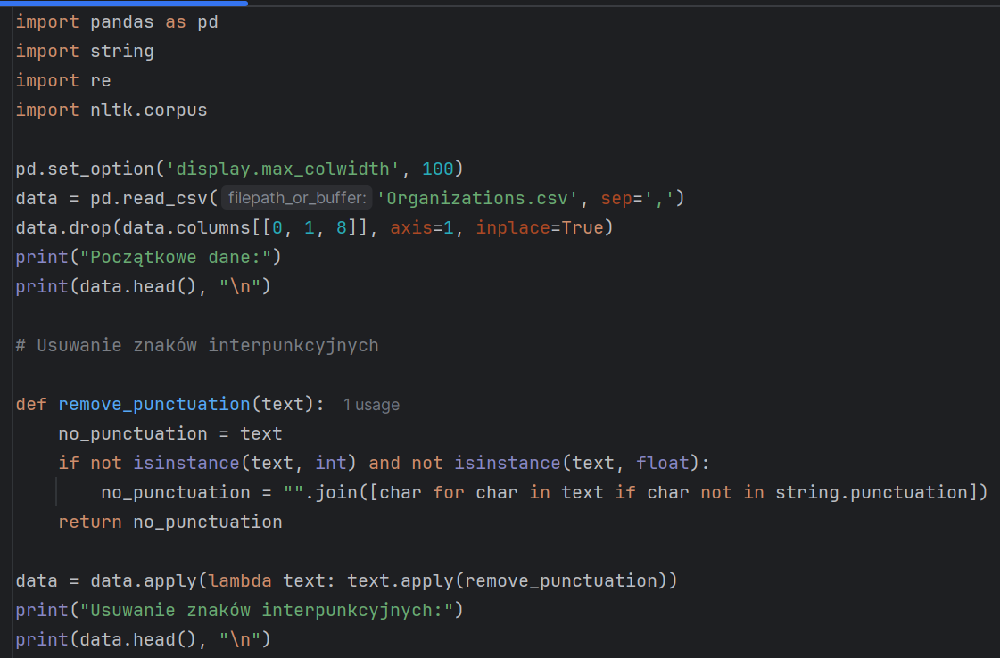 import pandas as pd
import string
import re
import nltk.corpus

pd.set_option('display.max_colwidth', 100)
data = pd.read_csv( filepath_or_buffer: 'Organizations.csv', sep=',')
data.drop(data.columns[[0, 1, 8]], axis=1, inplace=True)
print("Początkowe dane:")
print(data.head(), "\n")

# Usuwanie znaków interpunkcyjnych

def remove_punctuation(text): 1 usage
    no_punctuation = text
    if not isinstance(text, int) and not isinstance(text, float):
        no_punctuation = "".join([char for char in text if char not in string.punctuation])
    return no_punctuation

data = data.apply(lambda text: text.apply(remove_punctuation))
print("Usuwanie znaków interpunkcyjnych:")
print(data.head(), "\n")